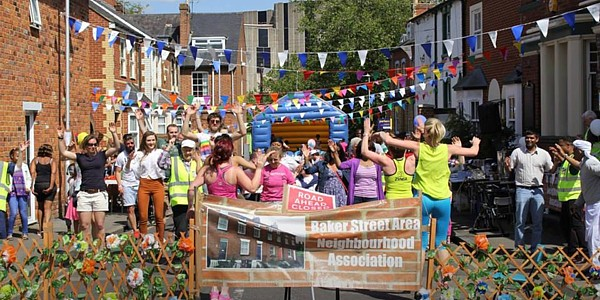 ROAD
AHEAD
CLOSED
Baker Street Area
Neighbourhood
Association